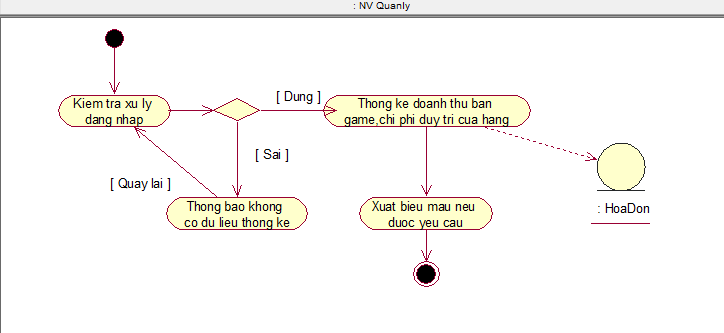 : NV Quanly
Kiem tra xu ly
dang nhap
[ Dung ]
Thong ke doanh thu ban
game,chi phi duy tri cua hang
[ Sai ]
[ Quay lai ]
Thong bao khong
co du lieu thong ke
Xuat bieu mau neu
duoc yeu cau
: HoaDon